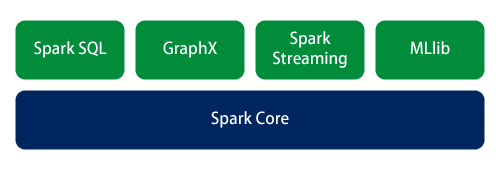 Spark SQL
GraphX
Spark
Streaming
MLlib
Spark Core